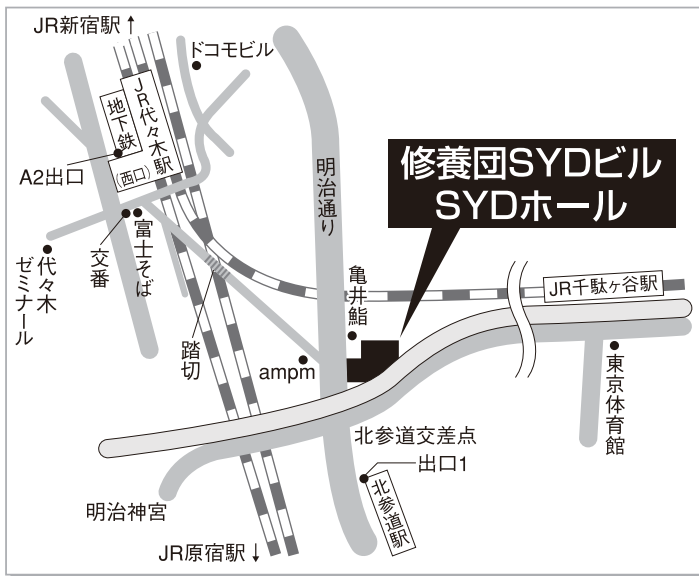 JR新宿駅↑
ドコモビル
JR代々木駅
(西口)
地下鉄
A2出口
修養団SYDビル
SYDホール
明治通り
交番
富士そば
代々木
ゼミナール
亀井鮨
JR千駄ヶ谷駅
踏切
ampm
東京体育館
北参道交差点
出口1
北参道駅
明治神宮
JR原宿駅↓